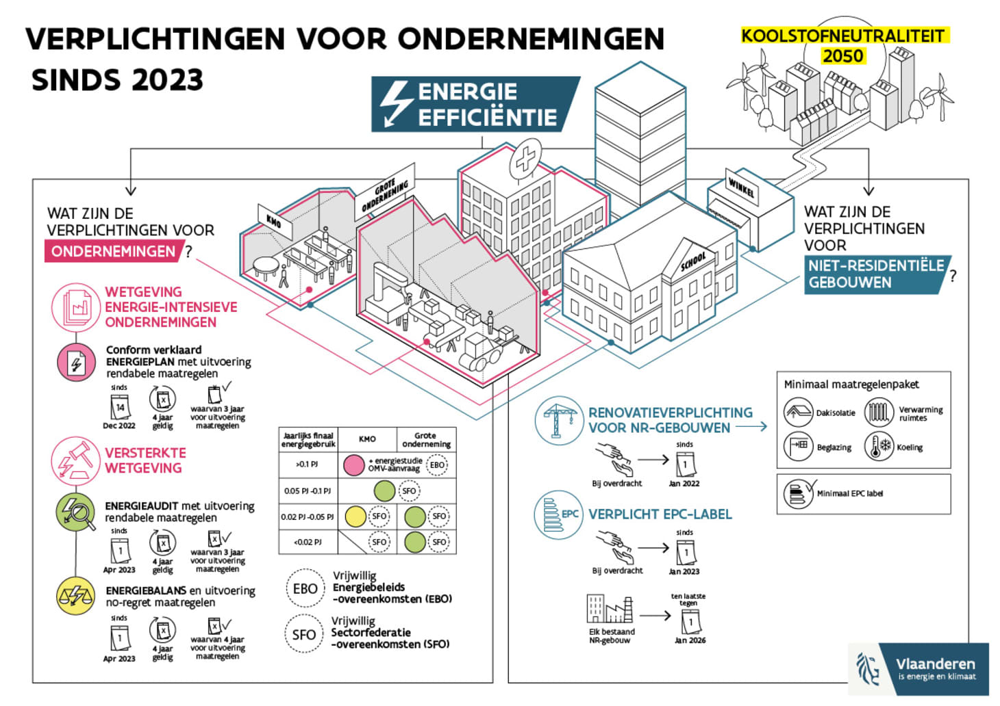 VERPLICHTINGEN VOOR ONDERNEMINGEN
SINDS 2023
KOOLSTOFNEUTRALITEIT
2050
ENERGIE
EFFICIËNTIE
KMO
GROTE
ONDERNEMING
WINKEL
SCHOOL
WAT ZIJN DE
VERPLICHTINGEN VOOR
ONDERNEMINGEN ?
WETGEVING
ENERGIE-INTENSIEVE
ONDERNEMINGEN
Conform verklaard
ENERGIEPLAN met uitvoering
rendabele maatregelen
sinds
14
Dec 2022
x
4 jaar
geldig
x
waarvan 3 jaar
voor uitvoering
maatregelen
VERSTERKTE
WETGEVING
ENERGIEAUDIT met uitvoering
rendabele maatregelen
sinds
1
Apr 2023
x
4 jaar
geldig
x
waarvan 3 jaar
voor uitvoering
maatregelen
ENERGIEBALANS en uitvoering
no-regret maatregelen
sinds
1
Apr 2023
x
4 jaar
geldig
x
waarvan 4 jaar
voor uitvoering
maatregelen
Jaarlijks finaal
energiegebruik
KMO
Grote
onderneming
>0.1 PJ
+ energiestudie
OMV-aanvraag
EBO
0.05 PJ -0.1 PJ
SFO
0.02 PJ -0.05 PJ
SFO
SFO
<0.02 PJ
SFO
SFO
EBO
Vrijwillig
Energiebeleids
-overeenkomsten (EBO)
SFO
Vrijwillig
Sectorfederatie
-overeenkomsten (SFO)
WAT ZIJN DE
VERPLICHTINGEN
VOOR
NIET-RESIDENTIËLE
GEBOUWEN ?
RENOVATIEVERPLICHTING
VOOR NR-GEBOUWEN
Bij overdracht
sinds
1
Jan 2022
Minimaal maatregelenpaket
Dakisolatie
Verwarming
ruimtes
Beglazing
Koeling
Minimaal EPC label
EPC
VERPLICHT EPC-LABEL
Bij overdracht
sinds
1
Jan 2023
Elk bestaand
NR-gebouw
ten laatste
tegen
1
Jan 2026
Vlaanderen
is energie en klimaat